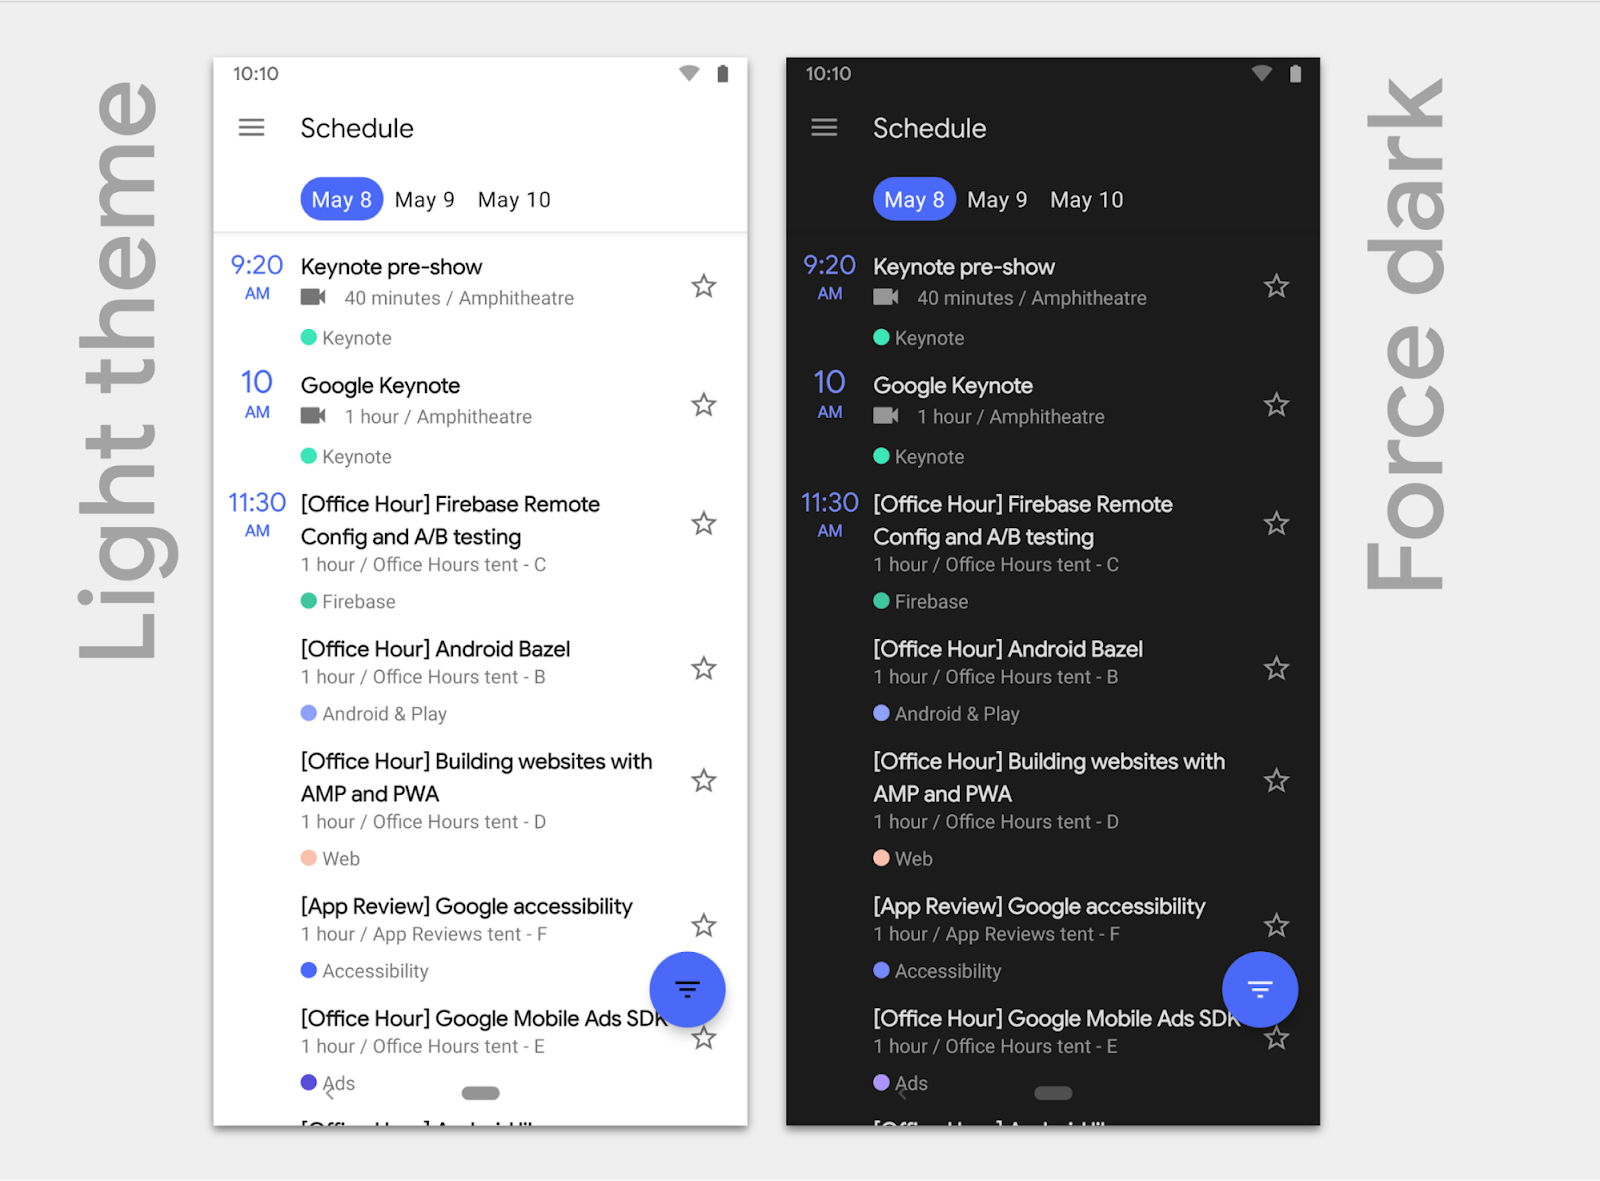 Light theme
10:10
Schedule
May 8 May 9 May 10
9:20 AM
Keynote pre-show
40 minutes / Amphitheatre
Keynote
10 AM
Google Keynote
1 hour / Amphitheatre
Keynote
11:30 AM
[Office Hour] Firebase Remote
Config and A/B testing
1 hour / Office Hours tent - C
Firebase
[Office Hour] Android Bazel
1 hour / Office Hours tent - B
Android & Play
[Office Hour] Building websites with
AMP and PWA
1 hour / Office Hours tent - D
Web
[App Review] Google accessibility
1 hour / App Reviews tent - F
Accessibility
[Office Hour] Google Mobile Ads SDK
1 hour / Office Hours tent - E
Ads
10:10
Schedule
May 8 May 9 May 10
9:20 AM
Keynote pre-show
40 minutes / Amphitheatre
Keynote
10 AM
Google Keynote
1 hour / Amphitheatre
Keynote
11:30 AM
[Office Hour] Firebase Remote
Config and A/B testing
1 hour / Office Hours tent - C
Firebase
[Office Hour] Android Bazel
1 hour / Office Hours tent - B
Android & Play
[Office Hour] Building websites with
AMP and PWA
1 hour / Office Hours tent - D
Web
[App Review] Google accessibility
1 hour / App Reviews tent - F
Accessibility
[Office Hour] Google Mobile Ads SDK
1 hour / Office Hours tent - E
Ads
Force dark